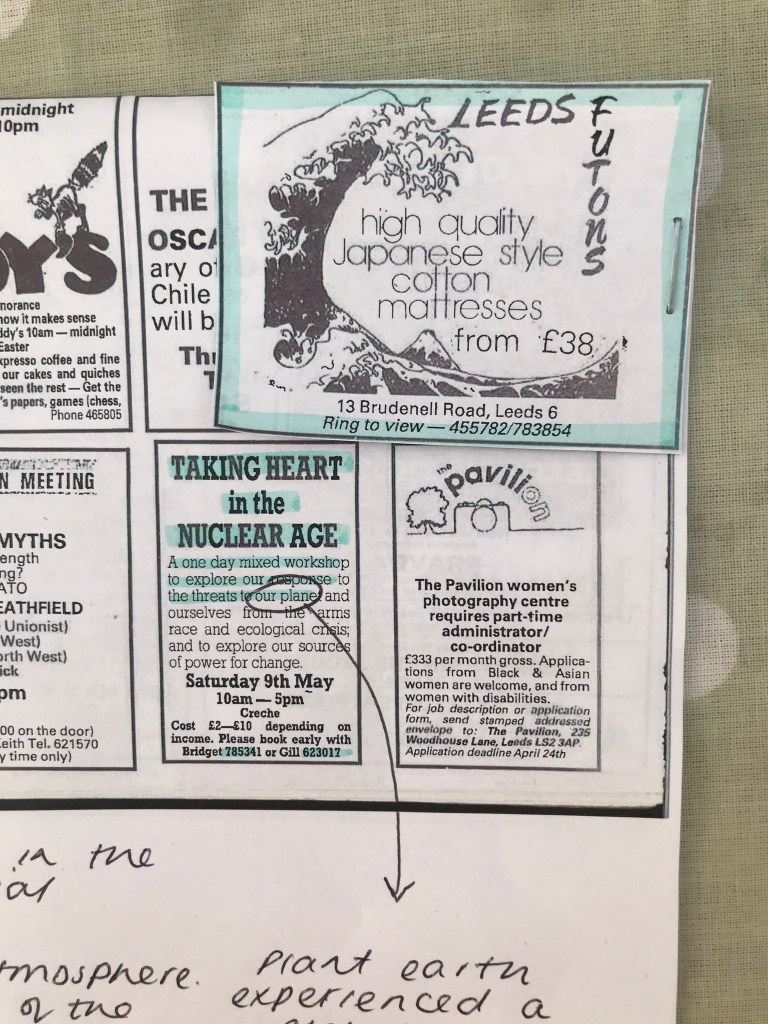 midnight
10pm
Y'S
norance
now it makes sense
ddy's 10am — midnight
Easter
xpresso coffee and fine
our cakes and quiches
seen the rest — Get the
's papers, games (chess,
Phone 465805
THE
OSCA
ary of
Chile
will b
Thu
T
LEEDS FUTONS
high quality
Japanese style
cotton
mattresses
from £38
13 Brudenell Road, Leeds 6
Ring to view — 455782/783854
N MEETING
MYTHS
ength
ng?
ATO
EATHFIELD
Unionist)
West)
orth West)
ick
pm
00 on the door)
Keith Tel. 621570
y time only)
TAKING HEART
in the
NUCLEAR AGE
A one day mixed workshop
to explore our response to
the threats to our planet and
ourselves from the arms
race and ecological crisis;
and to explore our sources
of power for change.
Saturday 9th May
10am — 5pm
Creche
Cost £2—£10 depending on
income. Please book early with
Bridget 785341 or Gill 623017
the pavilion
The Pavilion women's
photography centre
requires part-time
administrator/
co-ordinator
£333 per month gross. Applica-
tions from Black & Asian
women are welcome, and from
women with disabilities.
For job description or application
form, send stamped addressed
envelope to: The Pavilion, 235
Woodhouse Lane, Leeds LS2 3AP.
Application deadline April 24th
in the
tmosphere.
of the
Plant earth
experienced a